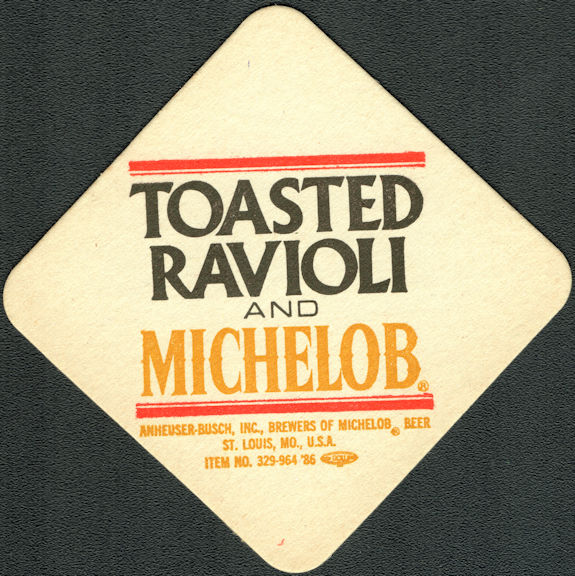 TOASTED
RAVIOLI
AND
MICHELOB®
ANHEUSER-BUSCH, INC., BREWERS OF MICHELOB® BEER
ST. LOUIS, MO., U.S.A.
ITEM NO. 329-964 '86